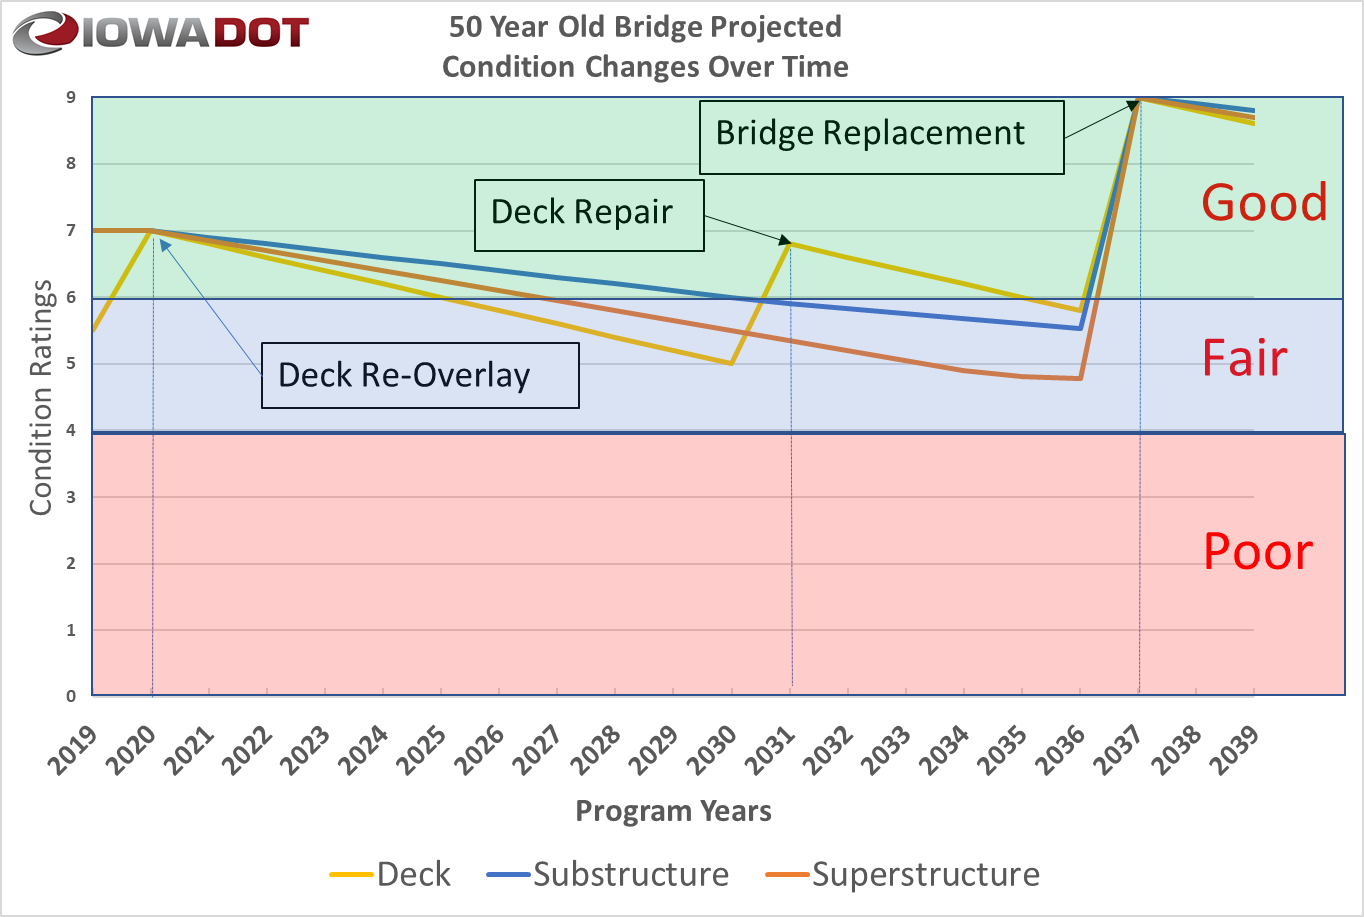 IOWADOT
50 Year Old Bridge Projected
Condition Changes Over Time
Condition Ratings
9
8
7
6
5
4
3
2
1
0
Bridge Replacement
Deck Repair
Deck Re-Overlay
Good
Fair
Poor
2019 2020 2021 2022 2023 2024 2025 2026 2027 2028 2029 2030 2031 2032 2033 2034 2035 2036 2037 2038 2039
Program Years
Deck Substructure Superstructure